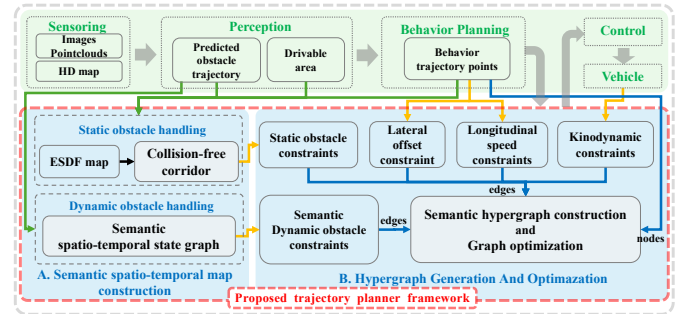 Sensoring
Images
Pointclouds
HD map
Perception
Predicted
obstacle
trajectory
Drivable
area
Behavior Planning
Behavior
trajectory points
Control
Vehicle
Static obstacle handling
ESDF map
Collision-free
corridor
Static obstacle
constraints
Lateral
offset
constraint
Longitudinal
speed
constraints
Kinodynamic
constraints
edges
Dynamic obstacle handling
Semantic
spatio-temporal state graph
Semantic
Dynamic obstacle
constraints
edges
Semantic hypergraph construction
and
Graph optimization
nodes
A. Semantic spatio-temporal map
construction
B. Hypergraph Generation And Optimazation
Proposed trajectory planner framework